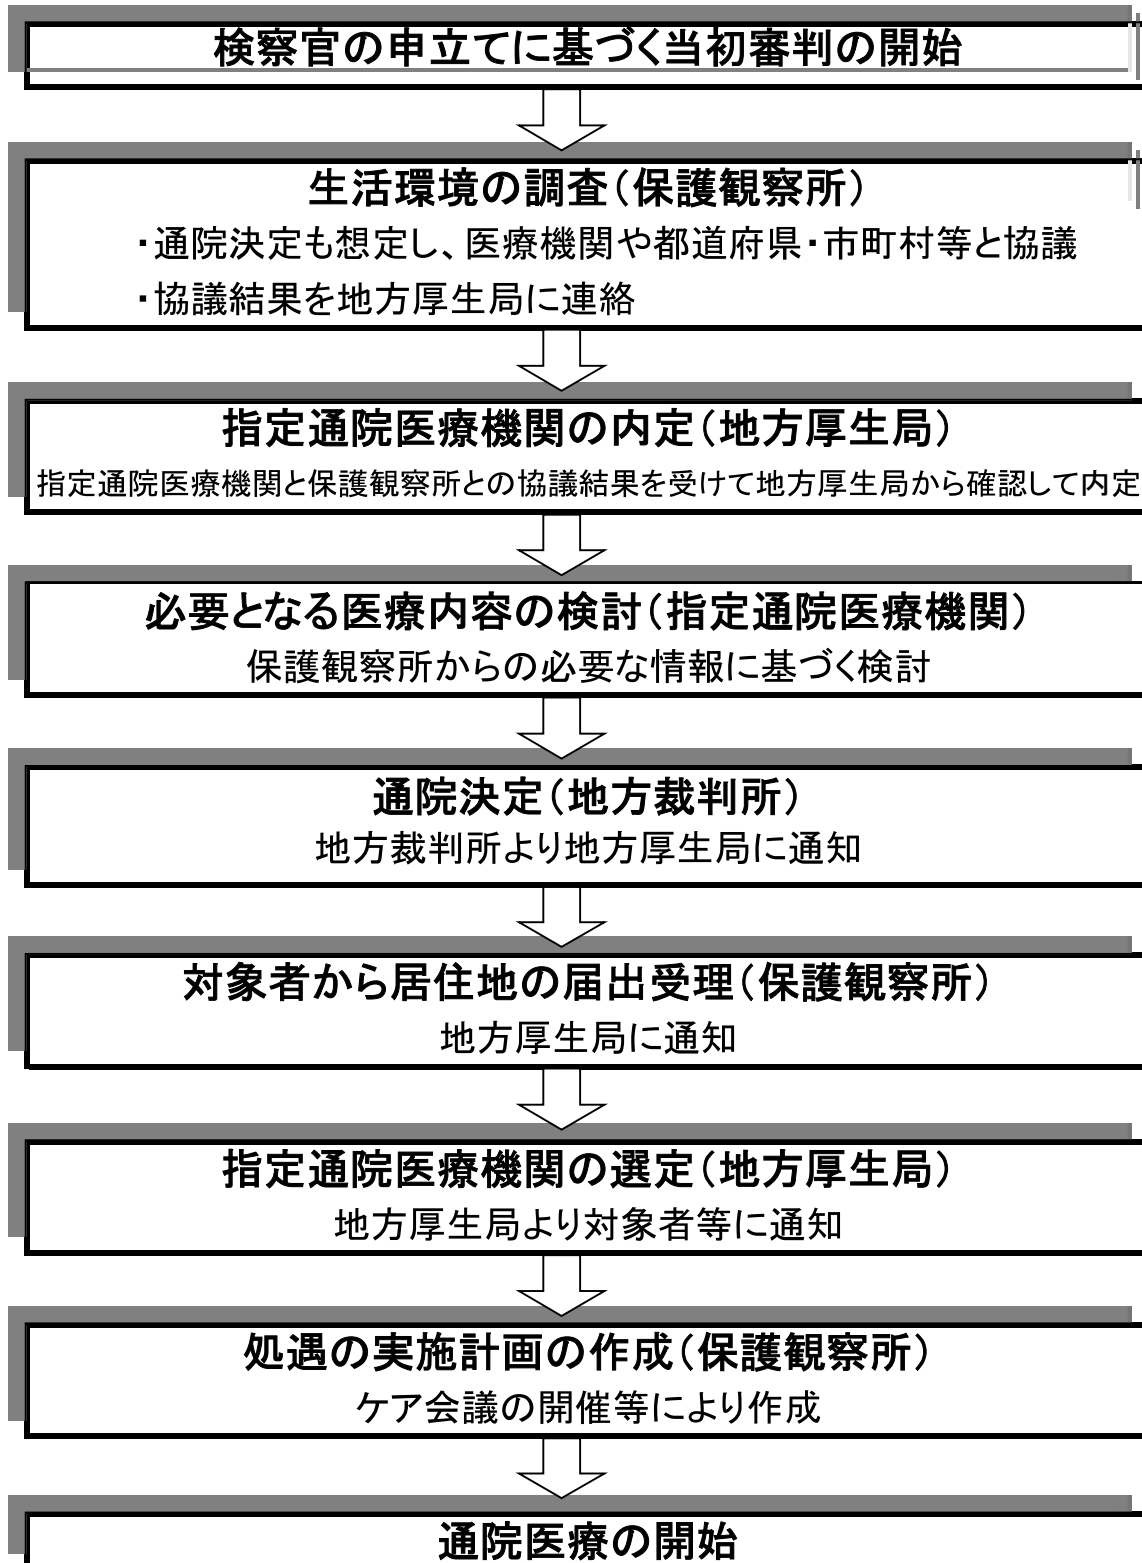 検察官の申立てに基づく当初審判の開始
生活環境の調査(保護観察所)
・通院決定も想定し、医療機関や都道府県・市町村等と協議
・協議結果を地方厚生局に連絡
指定通院医療機関の内定(地方厚生局)
指定通院医療機関と保護観察所との協議結果を受けて地方厚生局から確認して内定
必要となる医療内容の検討(指定通院医療機関)
保護観察所からの必要な情報に基づく検討
通院決定(地方裁判所)
地方裁判所より地方厚生局に通知
対象者から居住地の届出受理(保護観察所)
地方厚生局に通知
指定通院医療機関の選定(地方厚生局)
地方厚生局より対象者等に通知
処遇の実施計画の作成(保護観察所)
ケア会議の開催等により作成
通院医療の開始